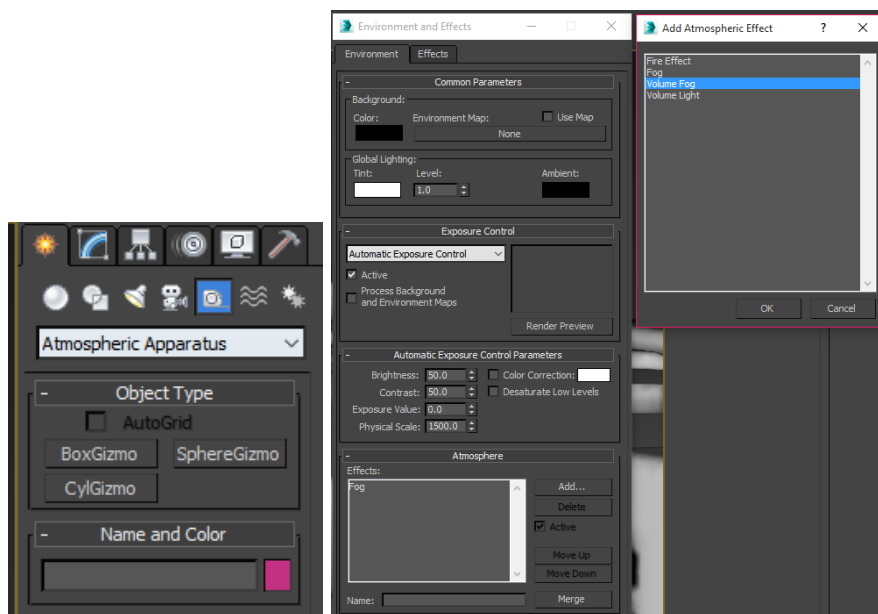 Atmospheric Apparatus
- Object Type
AutoGrid
BoxGizmo SphereGizmo
CylGizmo
- Name and Color
Environment and Effects
Environment Effects
- Common Parameters
Background:
Color: Environment Map: Use Map
None
Global Lighting:
Tint: Level: Ambient:
1.0
- Exposure Control
Automatic Exposure Control
Active
Process Background
and Environment Maps
Render Preview
- Automatic Exposure Control Parameters
Brightness: 50.0 Color Correction:
Contrast: 50.0 Desaturate Low Levels
Exposure Value: 0.0
Physical Scale: 1500.0
- Atmosphere
Effects:
Fog
Add...
Delete
Active
Move Up
Move Down
Name: Merge
Add Atmospheric Effect ?
Fire Effect
Fog
Volume Fog
Volume Light
OK Cancel